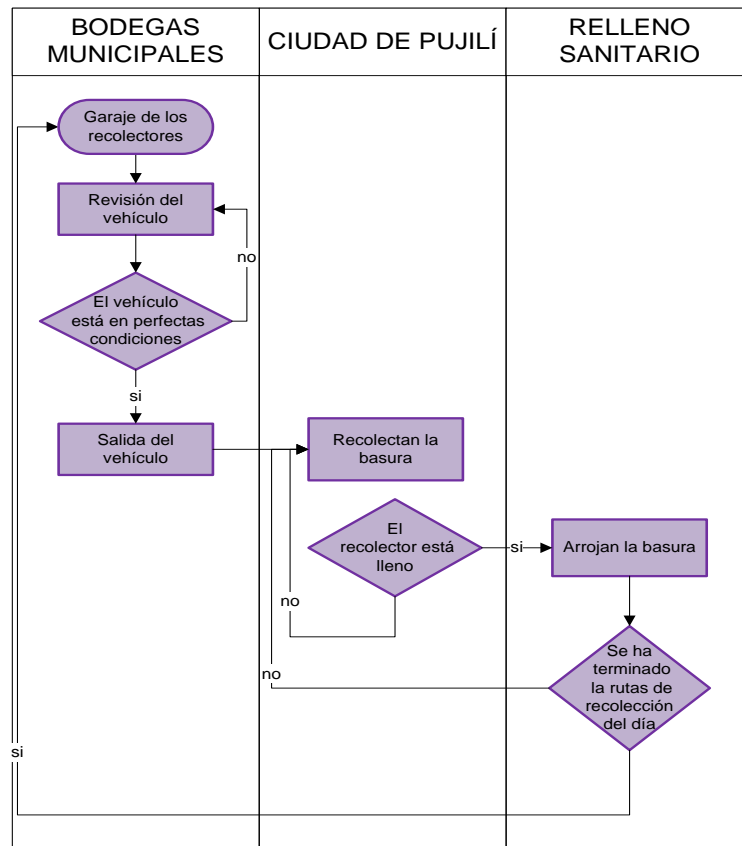 BODEGAS
MUNICIPALES
CIUDAD DE PUJILÍ
RELLENO
SANITARIO
Garaje de los
recolectores
Revisión del
vehículo
no
El vehículo
está en perfectas
condiciones
si
Salida del
vehículo
Recolectan la
basura
El
recolector está
lleno
si
Arrojan la basura
no
Se ha
terminado
la rutas de
recolección
del día
no
si